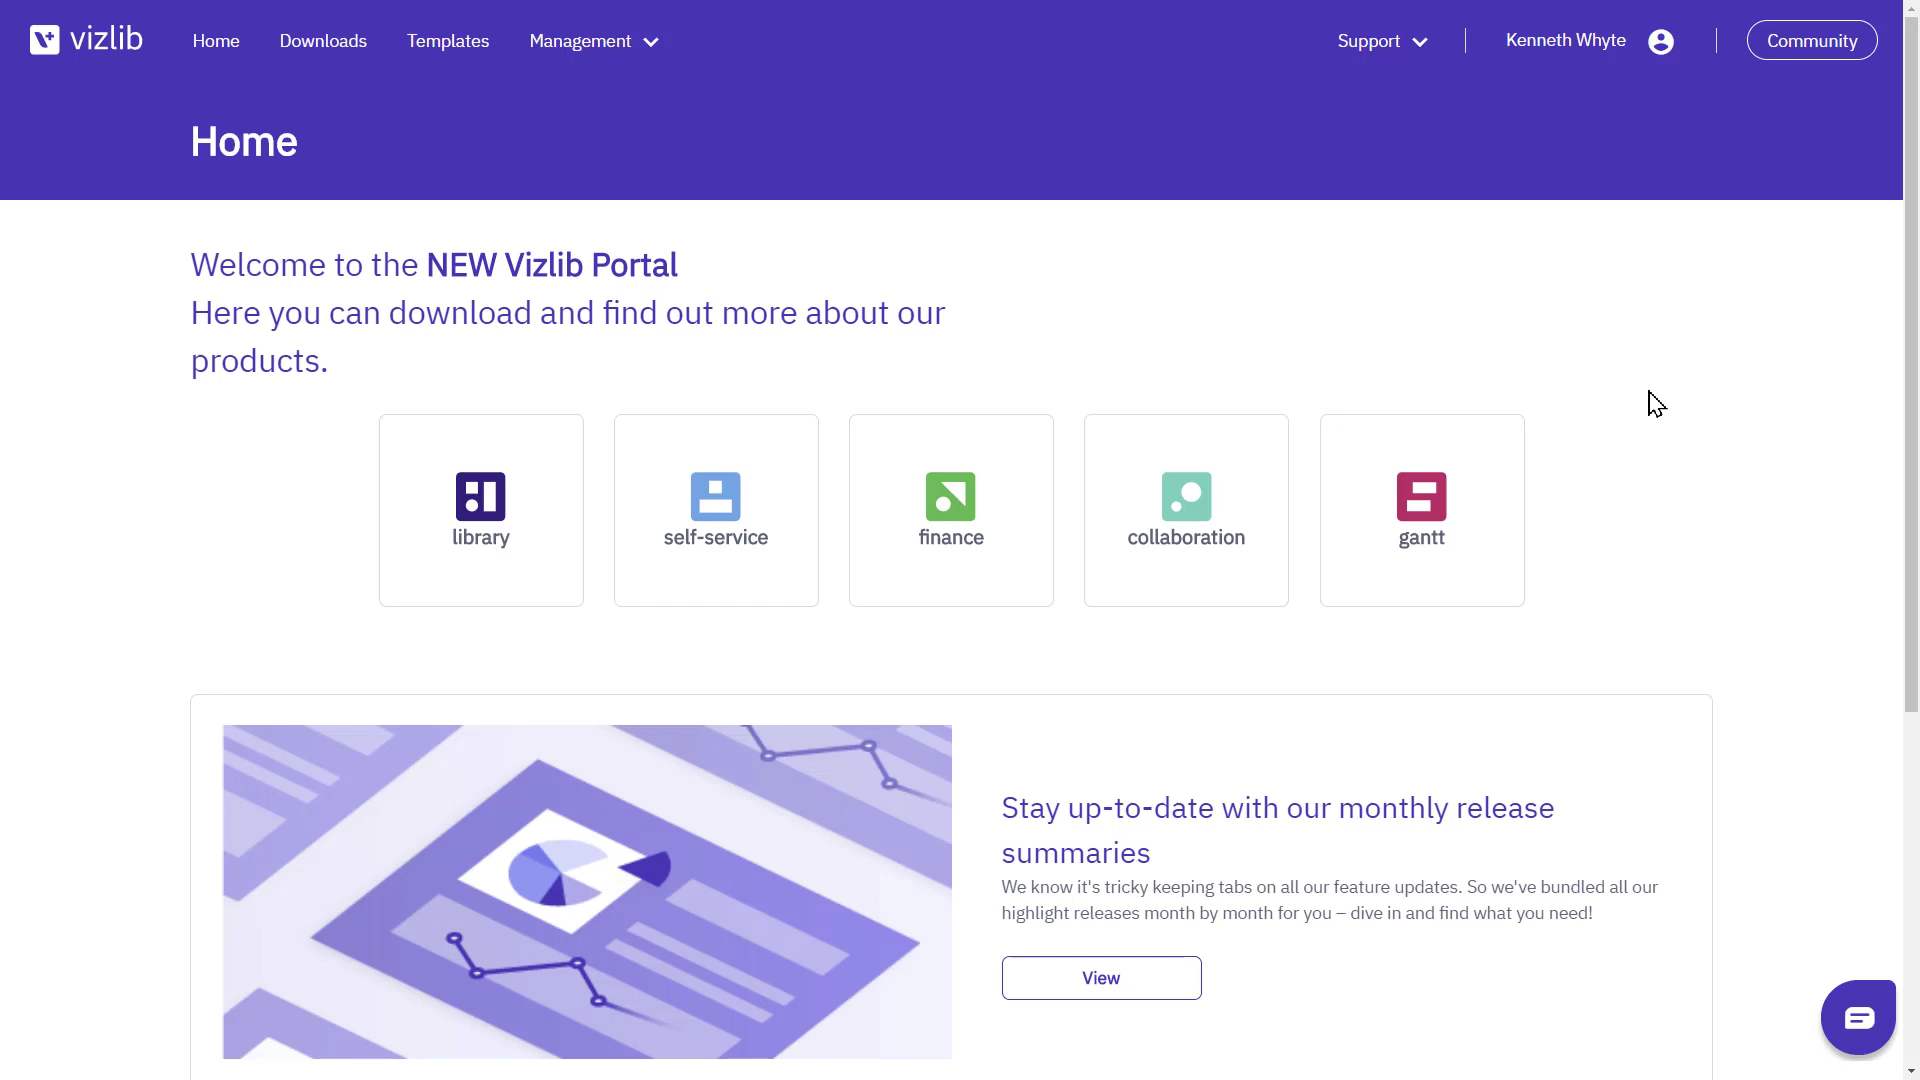 vizlib
Home
Downloads
Templates
Management
Support
Kenneth Whyte
Community
Home
Welcome to the NEW Vizlib Portal
Here you can download and find out more about our
products.
library
self-service
finance
collaboration
gantt
Stay up-to-date with our monthly release
summaries
We know it's tricky keeping tabs on all our feature updates. So we've bundled all our
highlight releases month by month for you – dive in and find what you need!
View